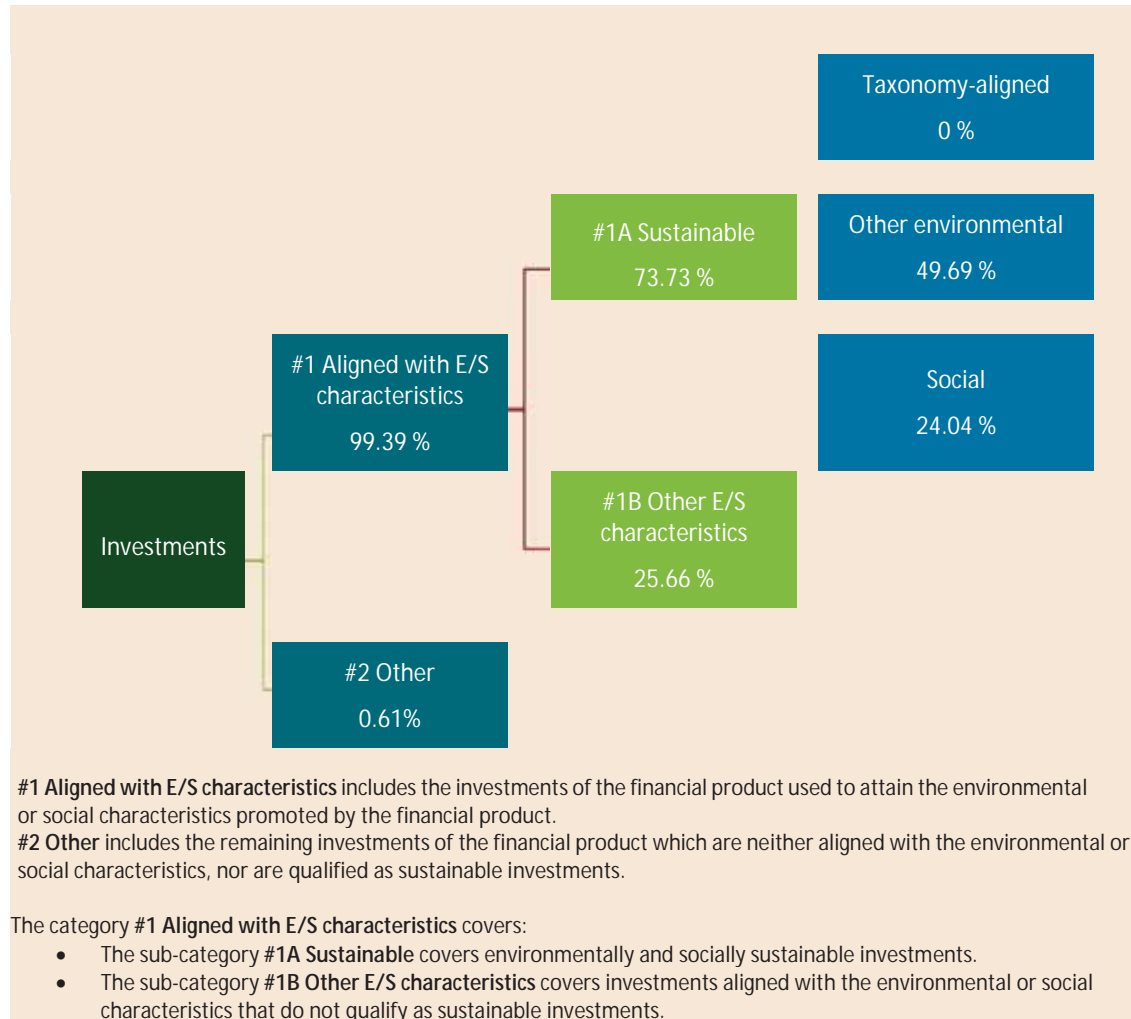 Taxonomy-aligned
0 %
#1A Sustainable
73.73 %
Other environmental
49.69 %
#1 Aligned with E/S
characteristics
99.39 %
Social
24.04 %
Investments
#1B Other E/S
characteristics
25.66 %
#2 Other
0.61%
#1 Aligned with E/S characteristics includes the investments of the financial product used to attain the environmental
or social characteristics promoted by the financial product.
#2 Other includes the remaining investments of the financial product which are neither aligned with the environmental or
social characteristics, nor are qualified as sustainable investments.
The category #1 Aligned with E/S characteristics covers:
• The sub-category #1A Sustainable covers environmentally and socially sustainable investments.
• The sub-category #1B Other E/S characteristics covers investments aligned with the environmental or social
characteristics that do not qualify as sustainable investments.